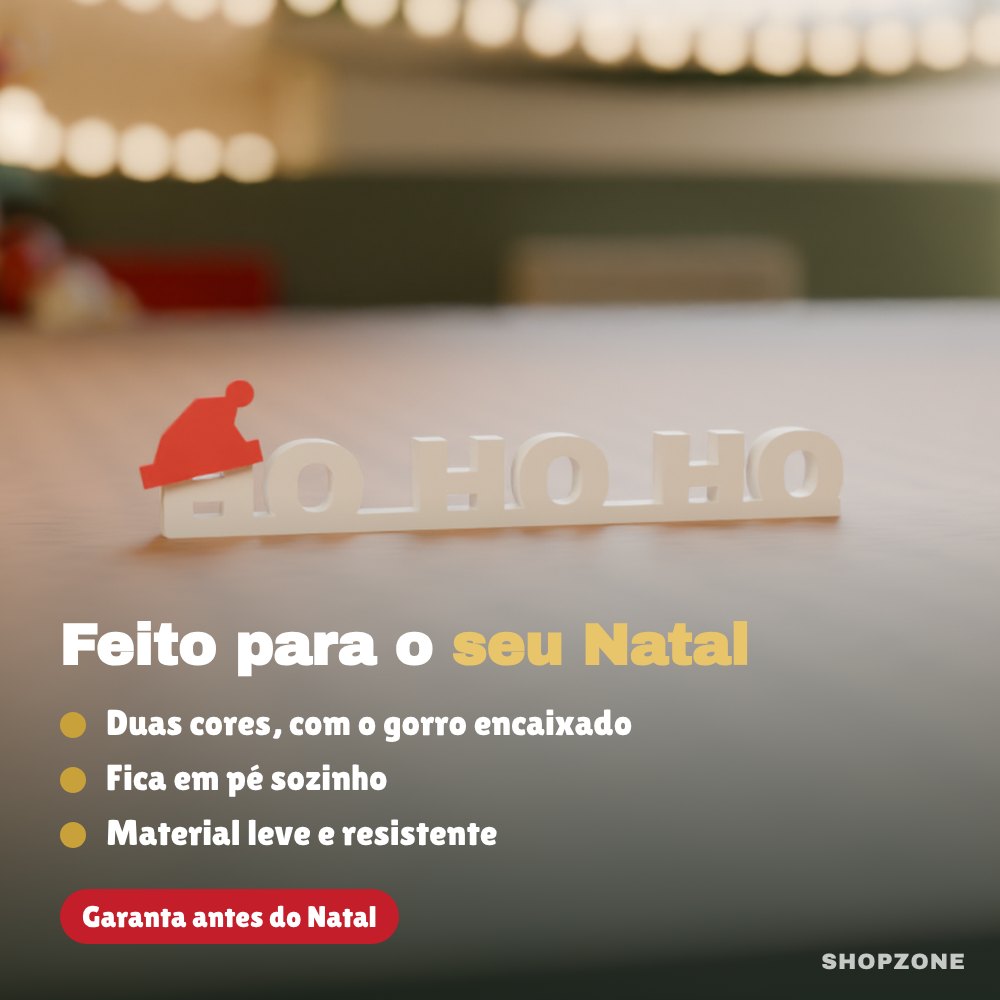 HO HO HO
Feito para o seu Natal
Duas cores, com o gorro encaixado
Fica em pé sozinho
Material leve e resistente
Garanta antes do Natal
SHOPZONE